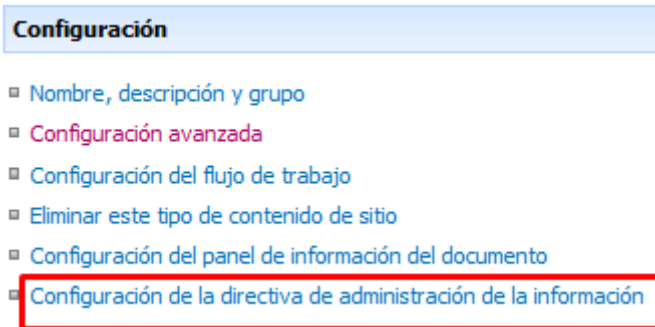 Configuración
Nombre, descripción y grupo
Configuración avanzada
Configuración del flujo de trabajo
Eliminar este tipo de contenido de sitio
Configuración del panel de información del documento
Configuración de la directiva de administración de la información